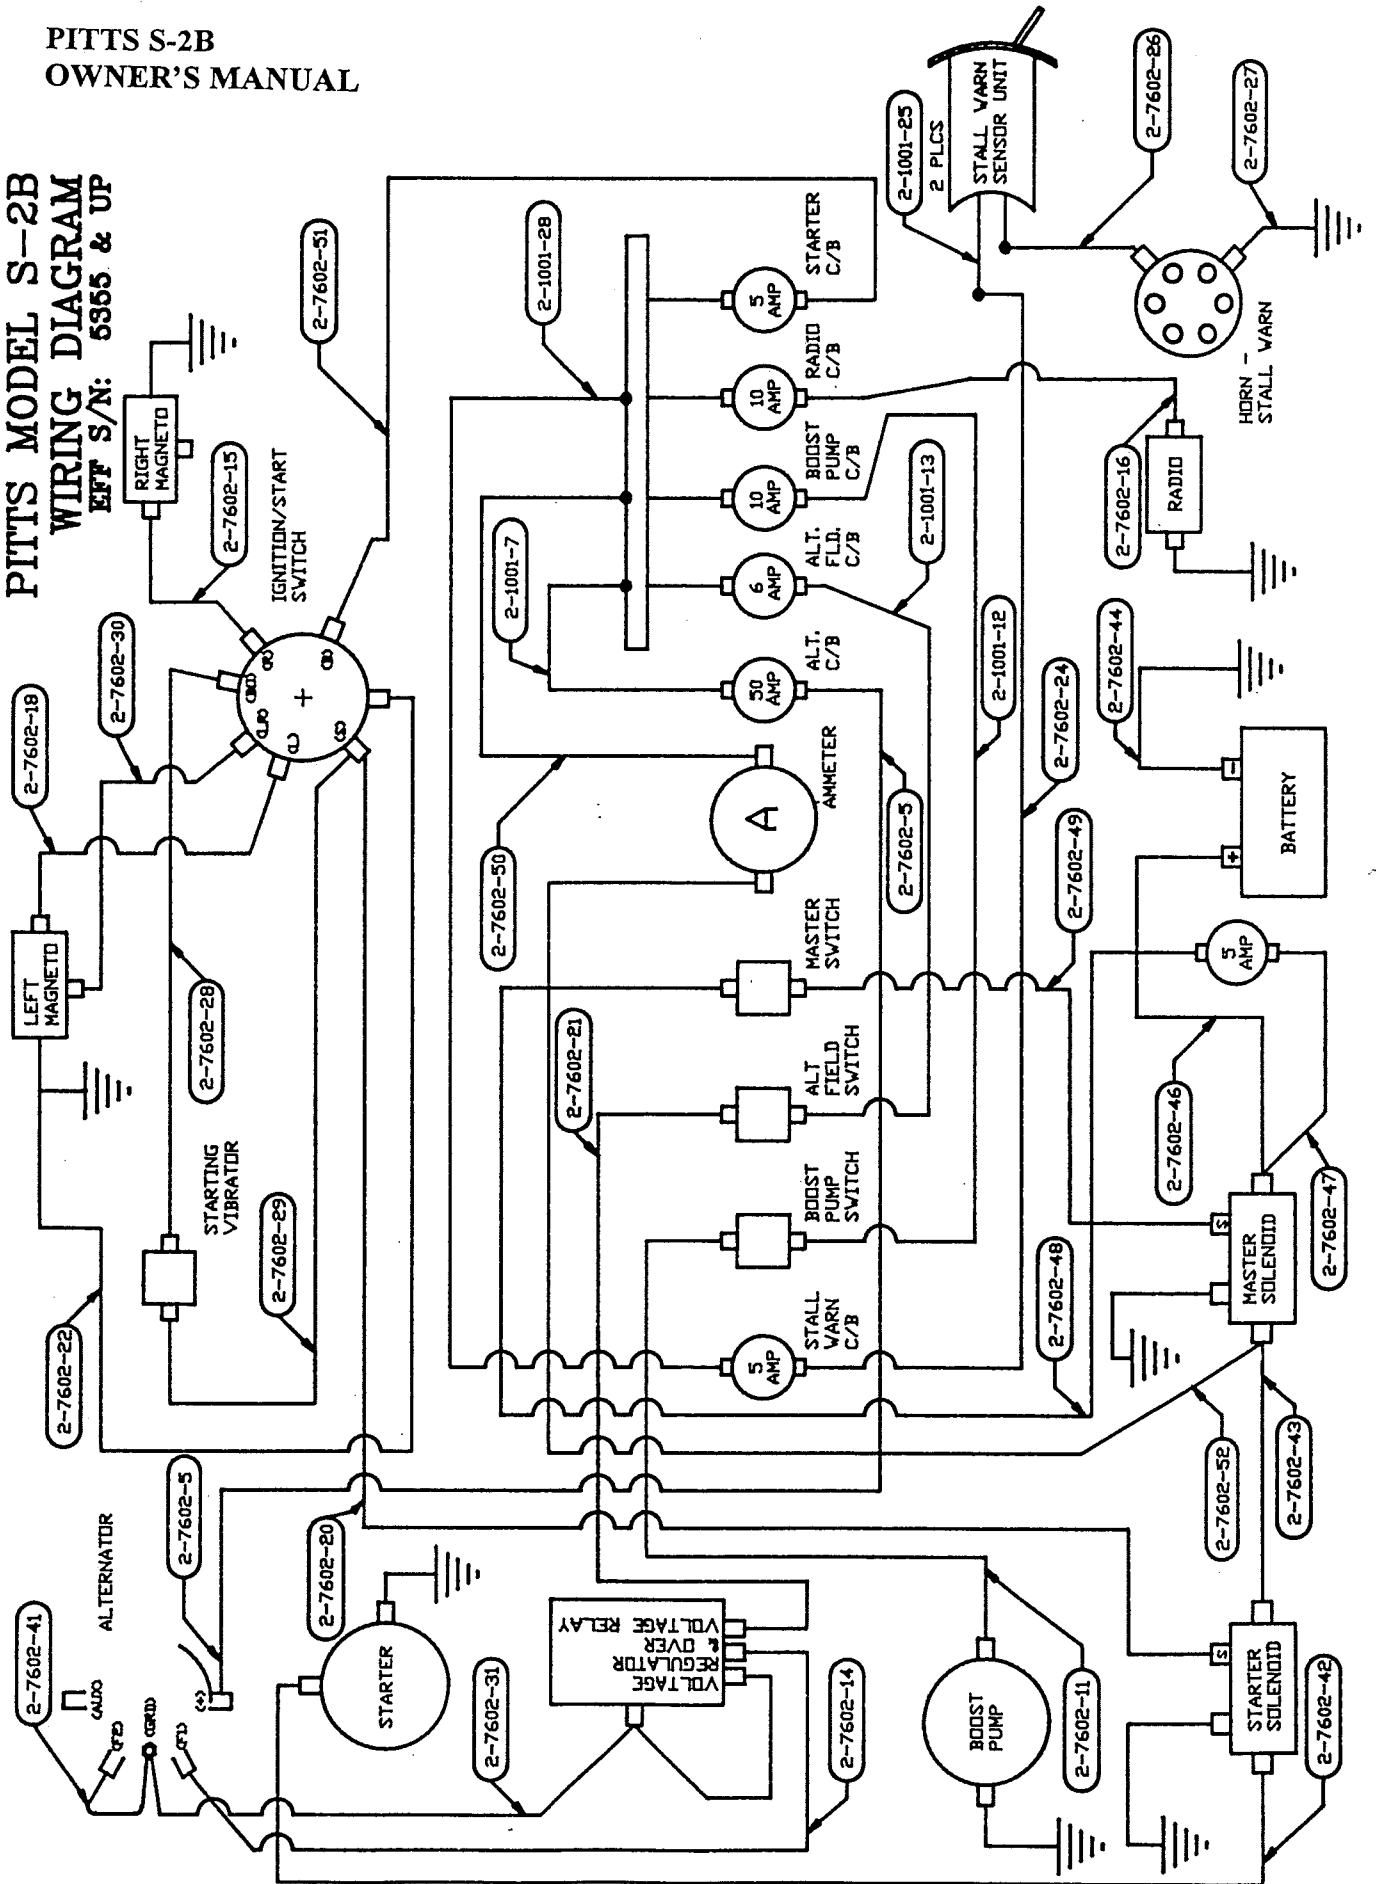 PITTS S-2B
OWNER'S MANUAL
PITTS MODEL S-2B
WIRING DIAGRAM
EFF S/N: 5355 & UP
RIGHT
MAGNETO
2-7602-15
IGNITION/START
SWITCH
2-7602-51
2-7602-18
2-7602-30
LEFT
MAGNETO
2-7602-28
STARTING
VIBRATOR
2-7602-29
2-7602-22
(R)
(BO)
(LR)
(L)
(S)
(B)
+
2-7602-41
ALTERNATOR
(AUX)
(F2)
(GRD)
(F1)
(+)
2-7602-5
2-7602-20
STARTER
2-7602-31
VOLTAGE
REGULATOR
& OVER
VOLTAGE RELAY
2-7602-14
2-1001-28
2-1001-7
2-7602-50
2-7602-21
5
AMP
STARTER
C/B
10
AMP
RADIO
C/B
10
AMP
BOOST
PUMP
C/B
6
AMP
ALT.
FLD.
C/B
50
AMP
ALT.
C/B
A
AMMETER
MASTER
SWITCH
ALT
FIELD
SWITCH
BOOST
PUMP
SWITCH
5
AMP
STALL
WARN
C/B
2-1001-25
2 PLCS
STALL WARN
SENSOR UNIT
2-7602-26
2-7602-27
HORN -
STALL WARN
2-1001-13
2-7602-16
RADIO
2-1001-12
2-7602-24
2-7602-44
2-7602-5
2-7602-49
-
+
BATTERY
5
AMP
2-7602-46
2-7602-47
S
MASTER
SOLENOID
2-7602-48
2-7602-52
2-7602-43
BOOST
PUMP
2-7602-11
S
STARTER
SOLENOID
2-7602-42